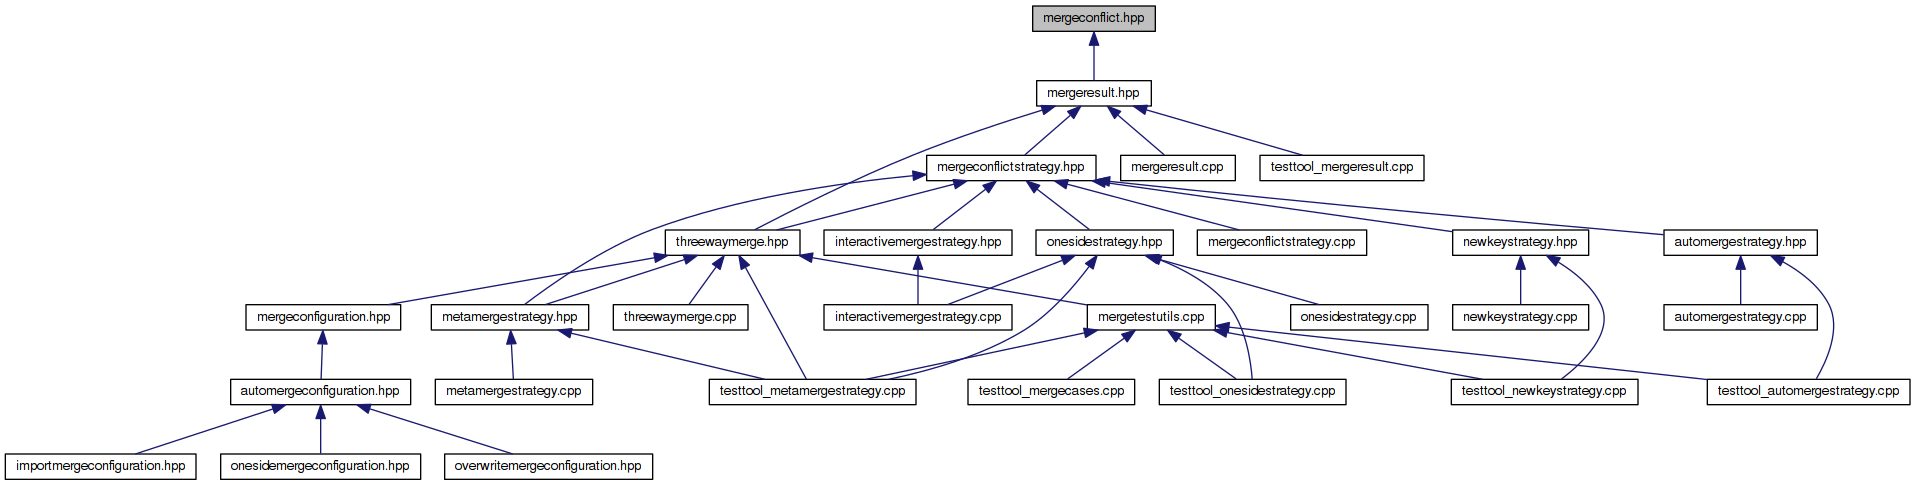 mergeconflict.hpp
mergeresult.hpp
mergeconflictstrategy.hpp
mergeresult.cpp
testtool_mergeresult.cpp
threewaymerge.hpp
interactivemergestrategy.hpp
onesidestrategy.hpp
mergeconflictstrategy.cpp
newkeystrategy.hpp
automergestrategy.hpp
mergeconfiguration.hpp
metamergestrategy.hpp
threewaymerge.cpp
interactivemergestrategy.cpp
mergetestutils.cpp
onesidestrategy.cpp
newkeystrategy.cpp
automergestrategy.cpp
automergeconfiguration.hpp
metamergestrategy.cpp
testtool_metamergestrategy.cpp
testtool_mergecases.cpp
testtool_onesidestrategy.cpp
testtool_newkeystrategy.cpp
testtool_automergestrategy.cpp
importmergeconfiguration.hpp
onesidemergeconfiguration.hpp
overwritemergeconfiguration.hpp